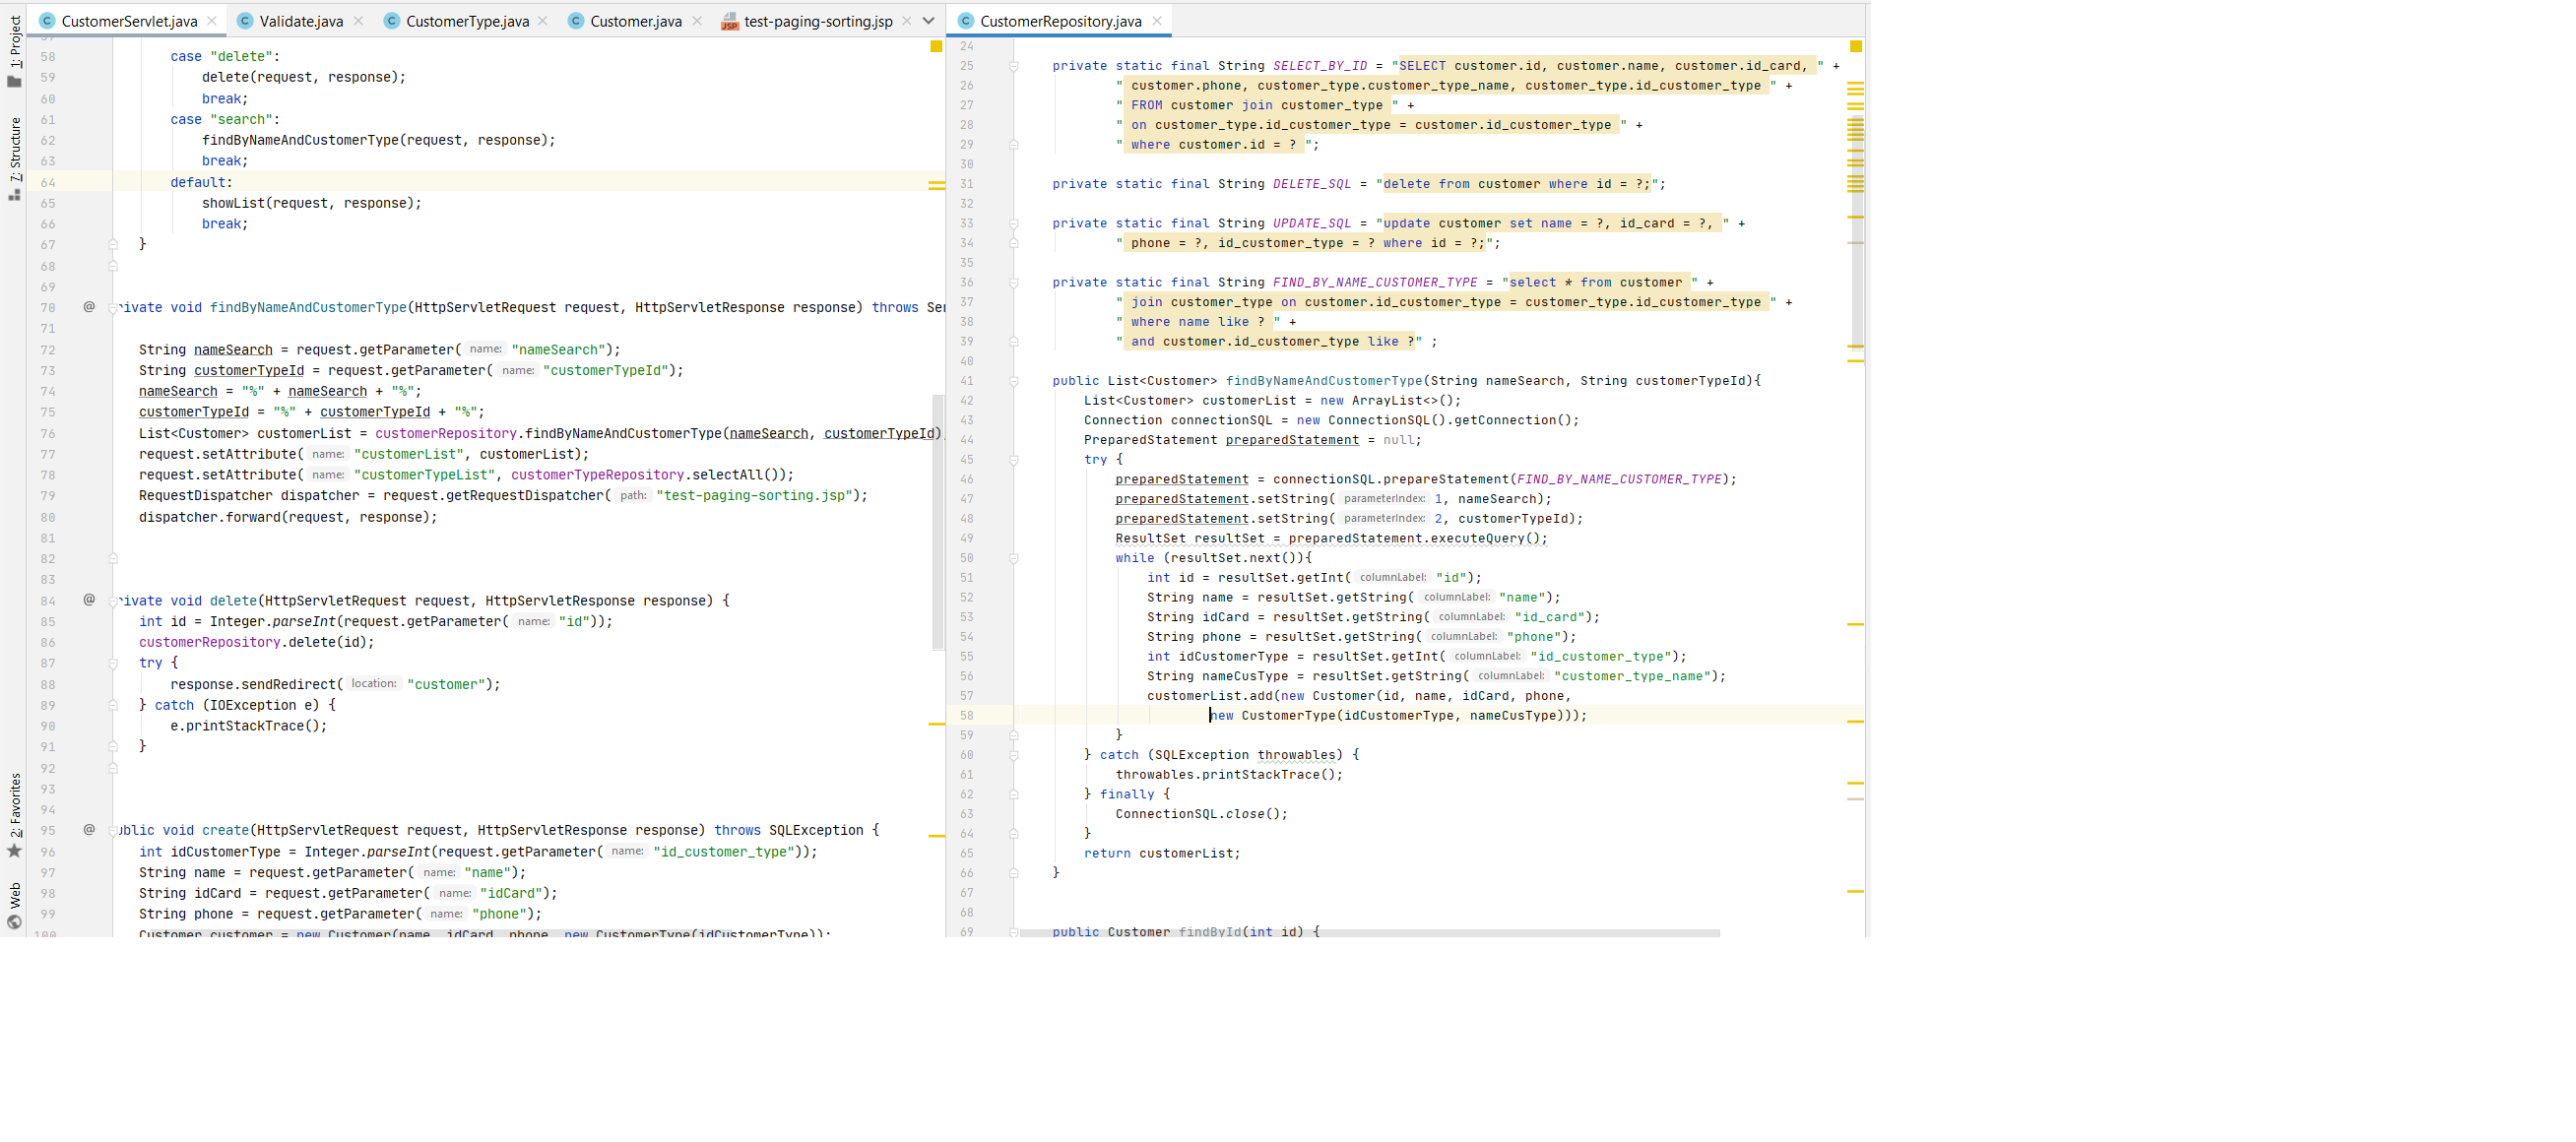 CustomerServlet.java
Validate.java
CustomerType.java
Customer.java
test-paging-sorting.jsp
1: Project
7: Structure
2: Favorites
Web
58 case "delete":
59 delete(request, response);
60 break;
61 case "search":
62 findByNameAndCustomerType(request, response);
63 break;
64 default:
65 showList(request, response);
66 break;
67 }
68
69
70 @ rivate void findByNameAndCustomerType(HttpServletRequest request, HttpServletResponse response) throws Ser
71
72 String nameSearch = request.getParameter( name: "nameSearch");
73 String customerTypeId = request.getParameter( name: "customerTypeId");
74 nameSearch = "%" + nameSearch + "%";
75 customerTypeId = "%" + customerTypeId + "%";
76 List<Customer> customerList = customerRepository.findByNameAndCustomerType(nameSearch, customerTypeId)
77 request.setAttribute( name: "customerList", customerList);
78 request.setAttribute( name: "customerTypeList", customerTypeRepository.selectAll());
79 RequestDispatcher dispatcher = request.getRequestDispatcher( path: "test-paging-sorting.jsp");
80 dispatcher.forward(request, response);
81
82
83
84 @ rivate void delete(HttpServletRequest request, HttpServletResponse response) {
85 int id = Integer.parseInt(request.getParameter( name: "id"));
86 customerRepository.delete(id);
87 try {
88 response.sendRedirect( location: "customer");
89 } catch (IOException e) {
90 e.printStackTrace();
91 }
92
93
94
95 @ ublic void create(HttpServletRequest request, HttpServletResponse response) throws SQLException {
96 int idCustomerType = Integer.parseInt(request.getParameter( name: "id_customer_type"));
97 String name = request.getParameter( name: "name");
98 String idCard = request.getParameter( name: "idCard");
99 String phone = request.getParameter( name: "phone");
100 Customer customer = new Customer(name, idCard, phone, new CustomerType(idCustomerType));
CustomerRepository.java
24
25 private static final String SELECT_BY_ID = "SELECT customer.id, customer.name, customer.id_card, " +
26 " customer.phone, customer_type.customer_type_name, customer_type.id_customer_type " +
27 " FROM customer join customer_type " +
28 " on customer_type.id_customer_type = customer.id_customer_type " +
29 " where customer.id = ? ";
30
31 private static final String DELETE_SQL = "delete from customer where id = ?;";
32
33 private static final String UPDATE_SQL = "update customer set name = ?, id_card = ?, " +
34 " phone = ?, id_customer_type = ? where id = ?;";
35
36 private static final String FIND_BY_NAME_CUSTOMER_TYPE = "select * from customer " +
37 " join customer_type on customer.id_customer_type = customer_type.id_customer_type " +
38 " where name like ? " +
39 " and customer.id_customer_type like ?" ;
40
41 public List<Customer> findByNameAndCustomerType(String nameSearch, String customerTypeId){
42 List<Customer> customerList = new ArrayList<>();
43 Connection connectionSQL = new ConnectionSQL().getConnection();
44 PreparedStatement preparedStatement = null;
45 try {
46 preparedStatement = connectionSQL.prepareStatement(FIND_BY_NAME_CUSTOMER_TYPE);
47 preparedStatement.setString( parameterIndex: 1, nameSearch);
48 preparedStatement.setString( parameterIndex: 2, customerTypeId);
49 ResultSet resultSet = preparedStatement.executeQuery();
50 while (resultSet.next()){
51 int id = resultSet.getInt( columnLabel: "id");
52 String name = resultSet.getString( columnLabel: "name");
53 String idCard = resultSet.getString( columnLabel: "id_card");
54 String phone = resultSet.getString( columnLabel: "phone");
55 int idCustomerType = resultSet.getInt( columnLabel: "id_customer_type");
56 String nameCusType = resultSet.getString( columnLabel: "customer_type_name");
57 customerList.add(new Customer(id, name, idCard, phone,
58 new CustomerType(idCustomerType, nameCusType)));
59 }
60 } catch (SQLException throwables) {
61 throwables.printStackTrace();
62 } finally {
63 ConnectionSQL.close();
64 }
65 return customerList;
66 }
67
68
69 public Customer findById(int id) {